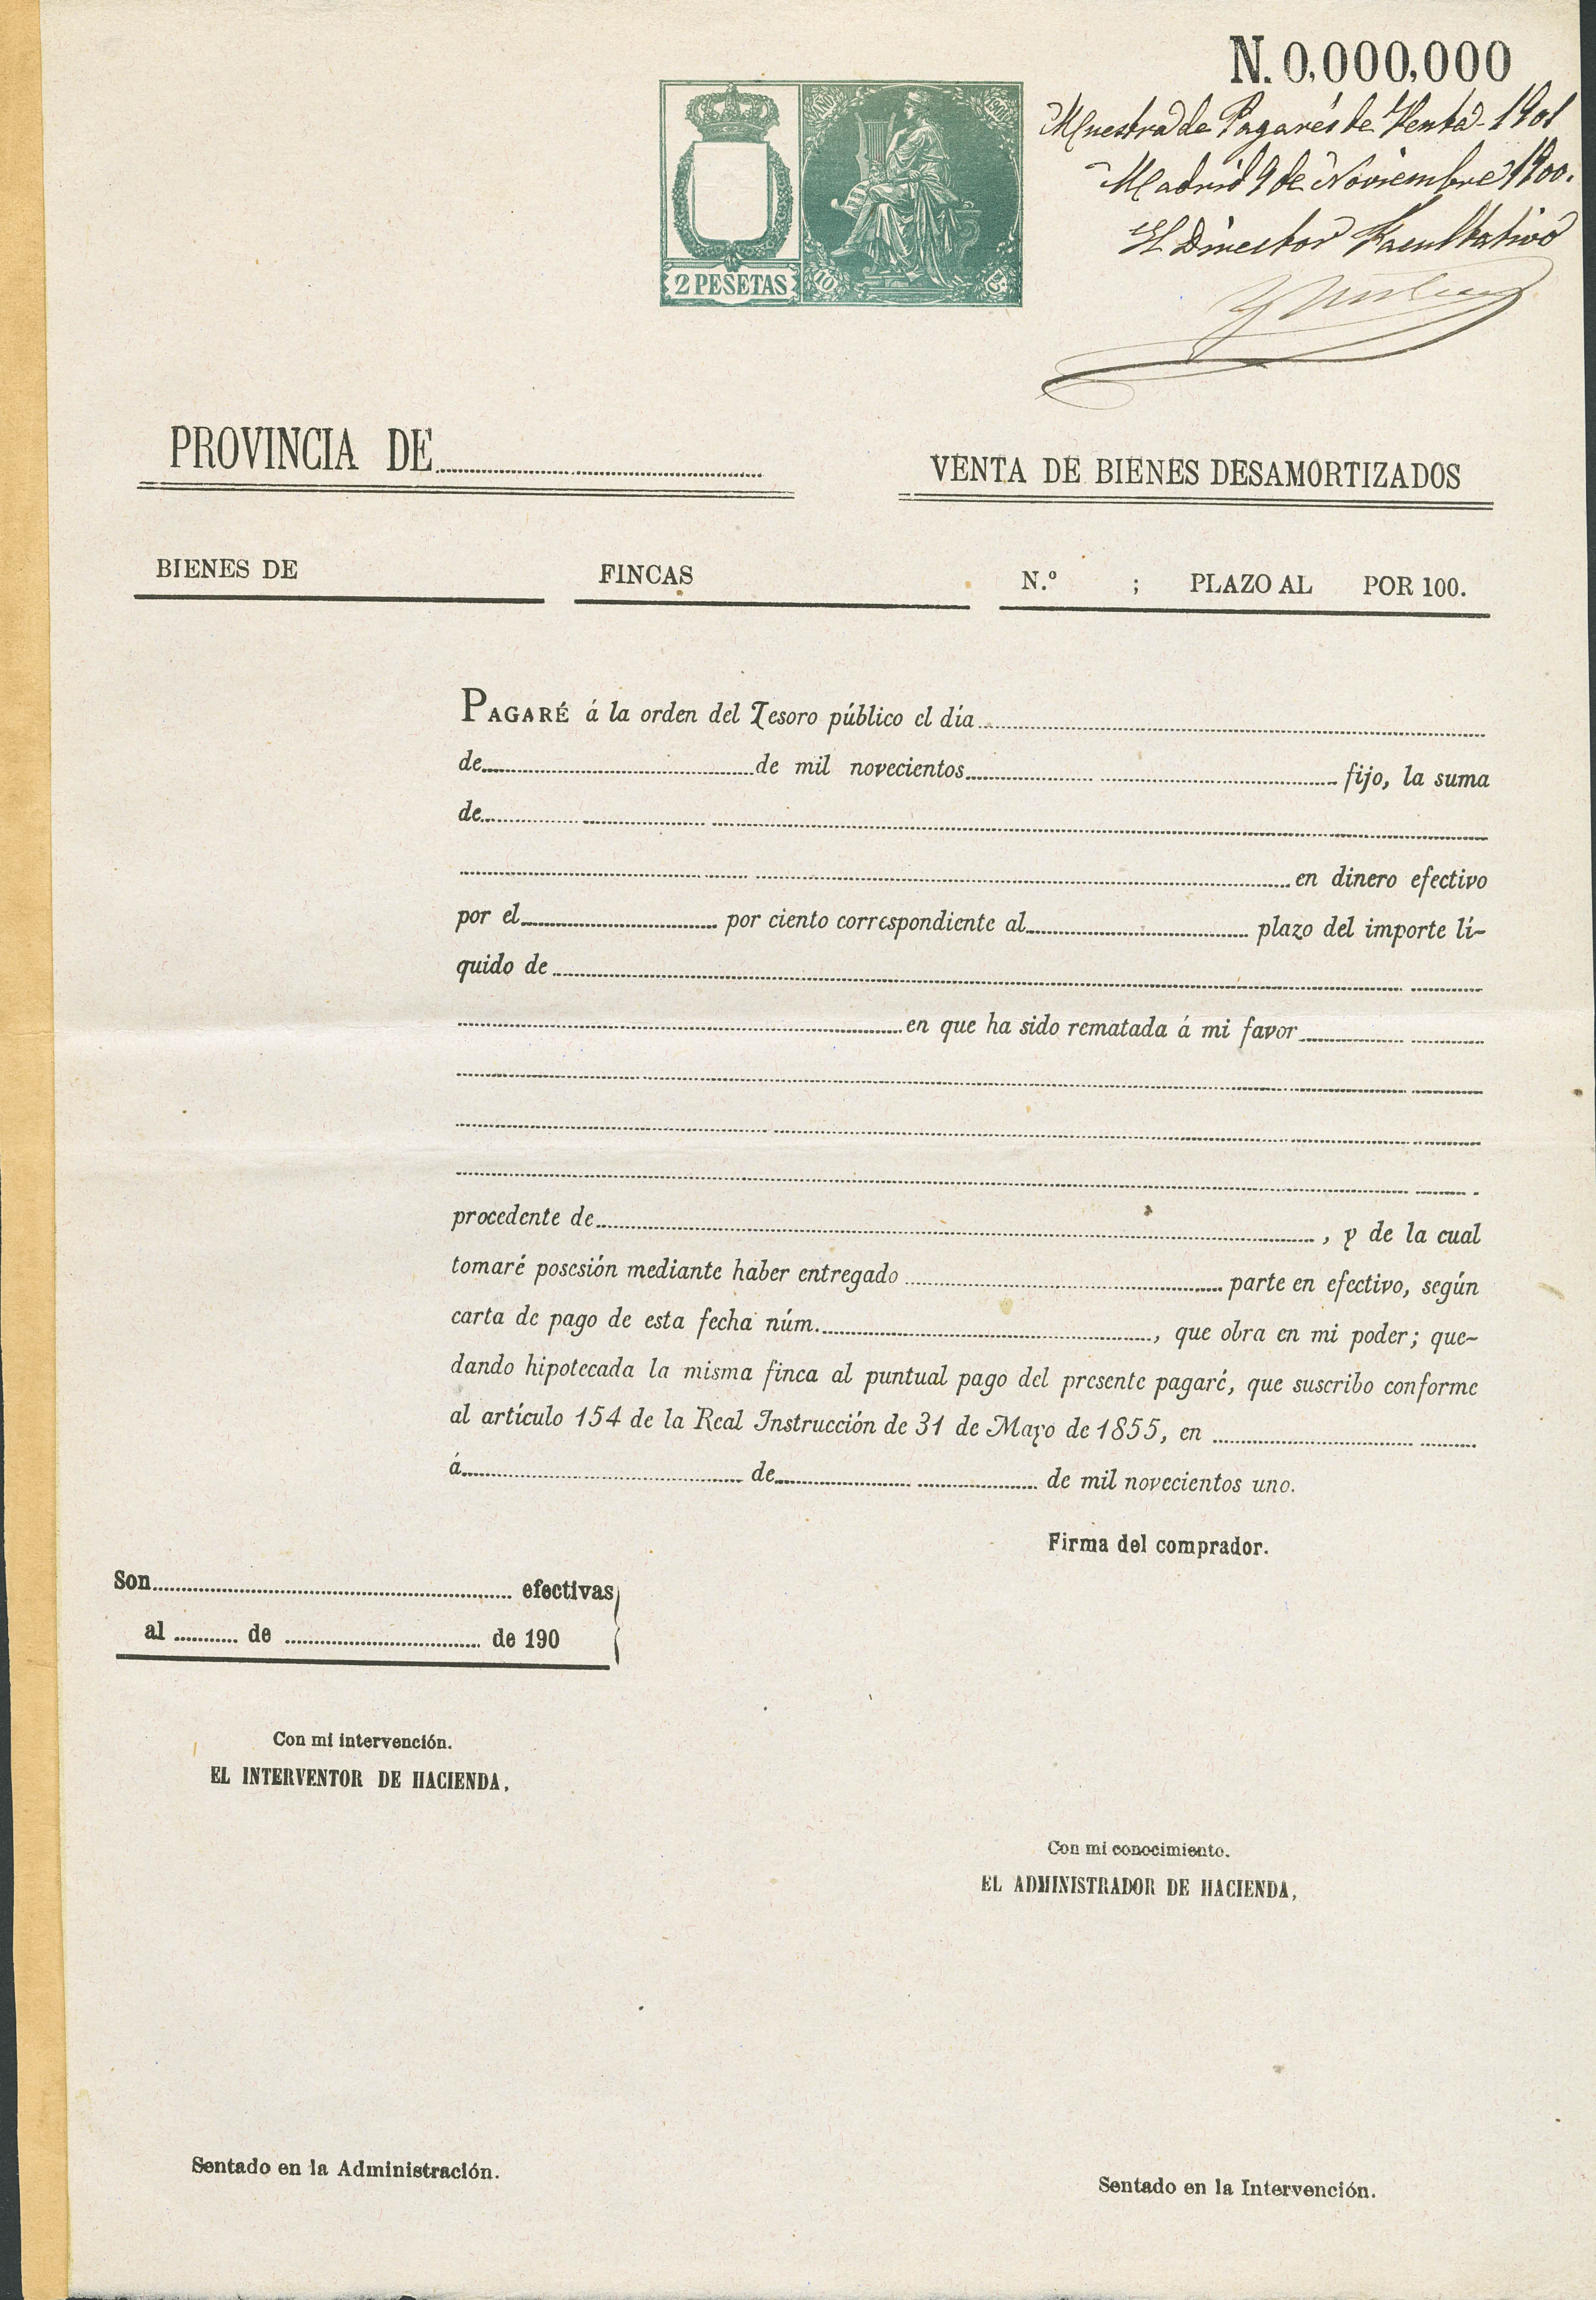 N. 0,000,000
Muestra de Pagarés de Venta - 1901
Madrid 9 de Noviembre 1900.
El Director Facultativo
AÑO 1901
2 PESETAS
10 Cs
PROVINCIA DE
VENTA DE BIENES DESAMORTIZADOS
BIENES DE FINCAS N.º ; PLAZO AL POR 100.
PAGARÉ á la orden del Tesoro público el día
de de mil novecientos fijo, la suma
de
en dinero efectivo
por el por ciento correspondiente al plazo del importe lí-
quido de
en que ha sido rematada á mi favor
procedente de , y de la cual
tomaré posesión mediante haber entregado parte en efectivo, según
carta de pago de esta fecha núm. , que obra en mi poder; que-
dando hipotecada la misma finca al puntual pago del presente pagaré, que suscribo conforme
al artículo 154 de la Real Instrucción de 31 de Mayo de 1855, en
á de de mil novecientos uno.
Firma del comprador.
Son efectivas
al de de 190
Con mi intervención.
EL INTERVENTOR DE HACIENDA,
Con mi conocimiento.
EL ADMINISTRADOR DE HACIENDA,
Sentado en la Administración.
Sentado en la Intervención.